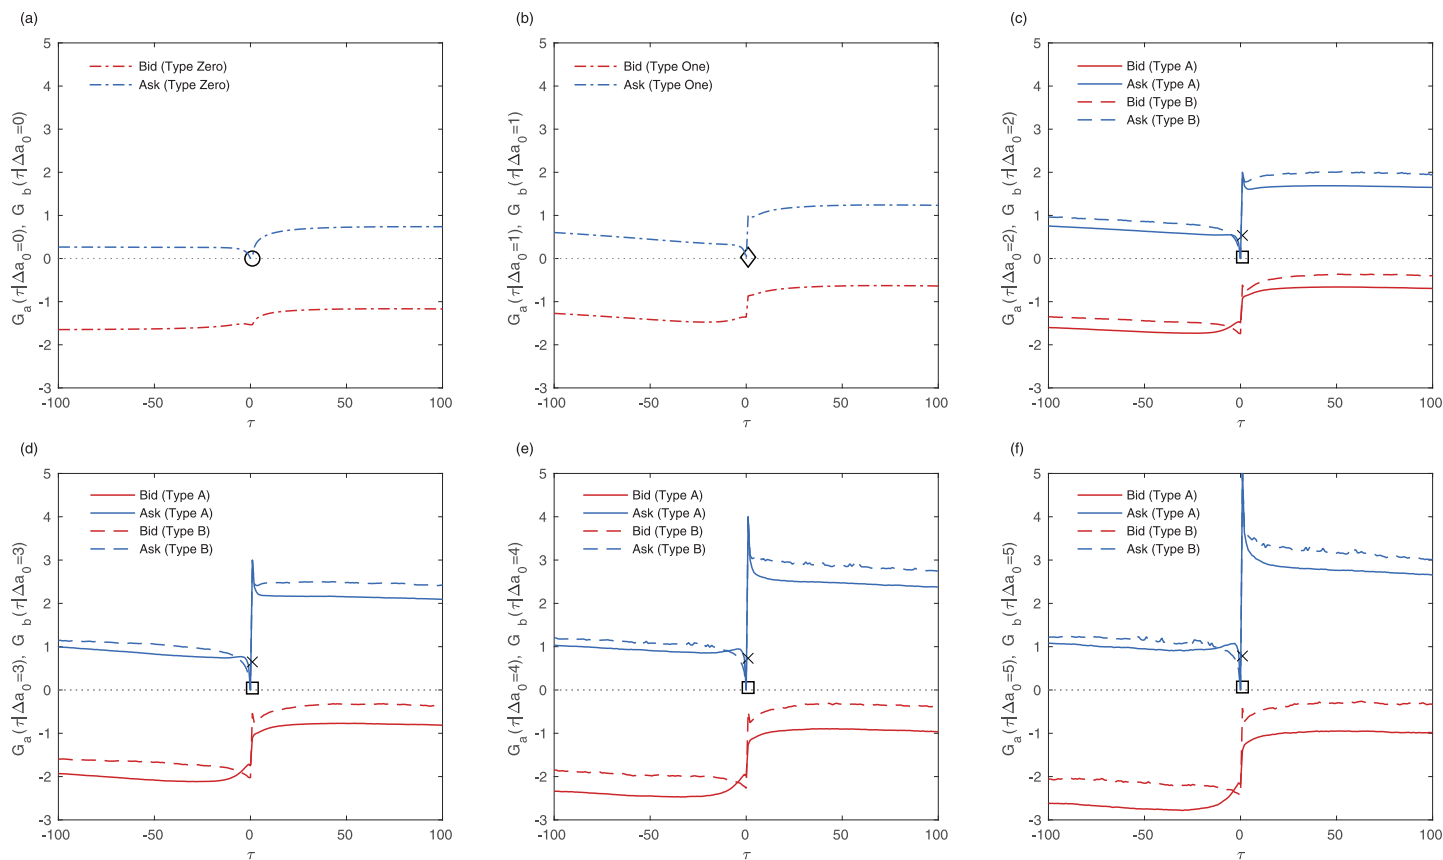 (a)
5
4
3
2
1
0
-1
-2
-3
-100
-50
0
50
100
τ
G_a(τ|Δa_0=0), G_b(τ|Δa_0=0)
Bid (Type Zero)
Ask (Type Zero)
(b)
5
4
3
2
1
0
-1
-2
-3
-100
-50
0
50
100
τ
G_a(τ|Δa_0=1), G_b(τ|Δa_0=1)
Bid (Type One)
Ask (Type One)
(c)
5
4
3
2
1
0
-1
-2
-3
-100
-50
0
50
100
τ
G_a(τ|Δa_0=2), G_b(τ|Δa_0=2)
Bid (Type A)
Ask (Type A)
Bid (Type B)
Ask (Type B)
(d)
5
4
3
2
1
0
-1
-2
-3
-100
-50
0
50
100
τ
G_a(τ|Δa_0=3), G_b(τ|Δa_0=3)
Bid (Type A)
Ask (Type A)
Bid (Type B)
Ask (Type B)
(e)
5
4
3
2
1
0
-1
-2
-3
-100
-50
0
50
100
τ
G_a(τ|Δa_0=4), G_b(τ|Δa_0=4)
Bid (Type A)
Ask (Type A)
Bid (Type B)
Ask (Type B)
(f)
5
4
3
2
1
0
-1
-2
-3
-100
-50
0
50
100
τ
G_a(τ|Δa_0=5), G_b(τ|Δa_0=5)
Bid (Type A)
Ask (Type A)
Bid (Type B)
Ask (Type B)